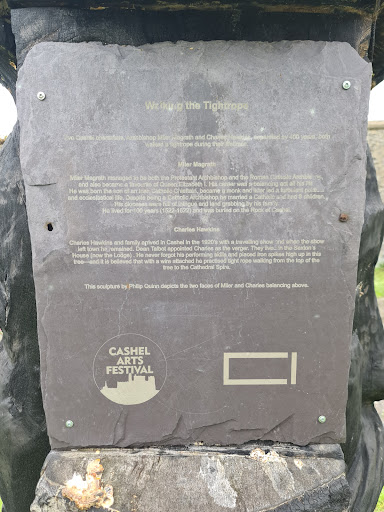 Walking the Tightrope
Two Cashel characters, Archbishop Miler Magrath and Charles Hawkins, separated by 400 years, both
walked a tightrope during their lifetimes.
Miler Magrath
Miler Magrath managed to be both the Protestant Archbishop and the Roman Catholic Archbishop
and also became a favourite of Queen Elizabeth I. His career was a balancing act all his life.
He was born the son of an Irish Catholic Chieftain, became a monk and later led a turbulent political
and ecclesiastical life. Despite being a Catholic Archbishop he married a Catholic and had 9 children.
His success was full of intrigue and land grabbing by his family.
He lived for 100 years (1522-1622) and was buried on the Rock of Cashel.
Charles Hawkins
Charles Hawkins and family arrived in Cashel in the 1920's with a travelling show and when the show
left town he remained. Dean Talbot appointed Charles as the verger. They lived in the Sexton's
House (now the Lodge). He never forgot his performing skills and placed iron spikes high up in this
tree—and it is believed that with a wire attached he practised tight rope walking from the top of the
tree to the Cathedral Spire.
This sculpture by Philip Quinn depicts the two faces of Miler and Charles balancing above.
CASHEL
ARTS
FESTIVAL